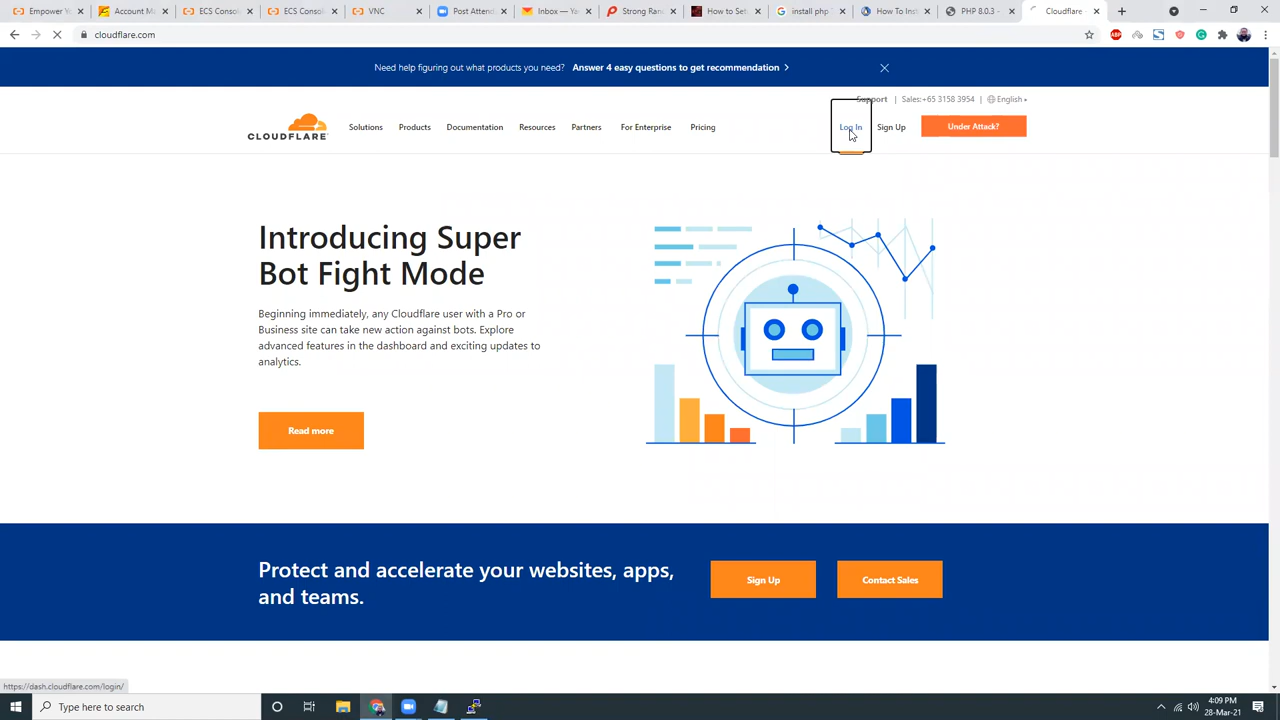 Empower Y
Account M
ECS Consol
ECS Consol
VNC
Post Attend
Inbox — Ya
Strong Ran
How to Set
install php
How To Inst
PHP 8.0.3 -
Cloudflare -
cloudflare.com
Need help figuring out what products you need? Answer 4 easy questions to get recommendation
Support | Sales:+65 3158 3954 | English
CLOUDFLARE
Solutions Products Documentation Resources Partners For Enterprise Pricing Log In Sign Up Under Attack?
Introducing Super
Bot Fight Mode
Beginning immediately, any Cloudflare user with a Pro or
Business site can take new action against bots. Explore
advanced features in the dashboard and exciting updates to
analytics.
Read more
Protect and accelerate your websites, apps,
and teams.
Sign Up
Contact Sales
https://dash.cloudflare.com/login/
Type here to search
4:09 PM
28-Mar-21